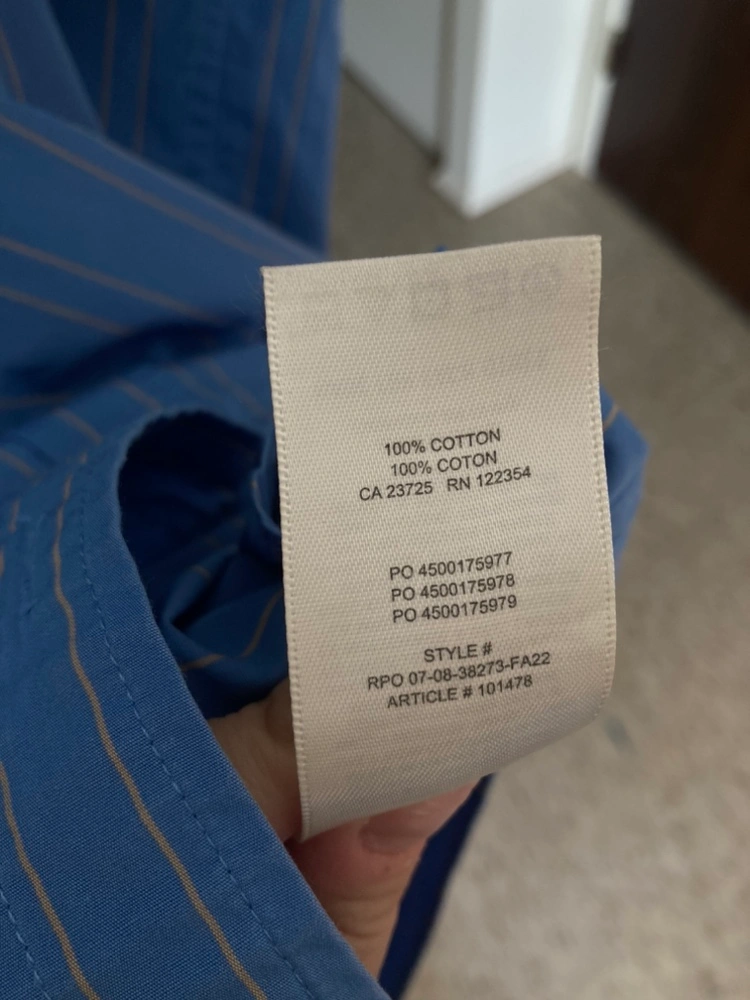 100% COTTON
100% COTON
CA 23725 RN 122354
PO 4500175977
PO 4500175978
PO 4500175979
STYLE #
RPO 07-08-38273-FA22
ARTICLE # 101478